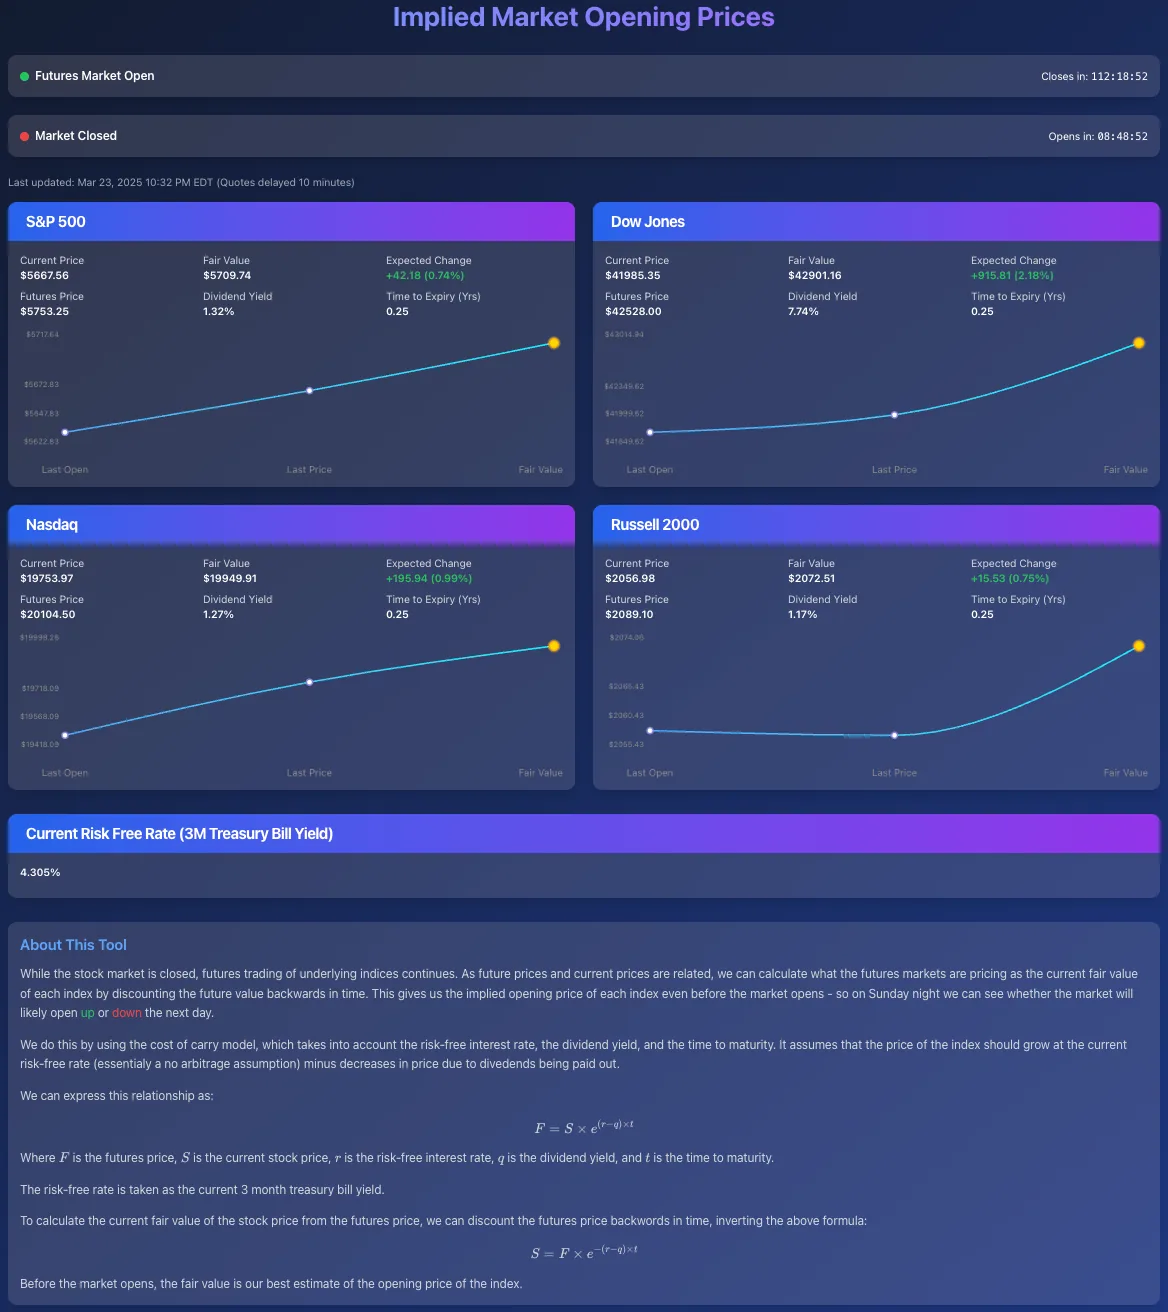 Implied Market Opening Prices
Futures Market Open
Closes in: 112:18:52
Market Closed
Opens in: 08:48:52
Last updated: Mar 23, 2025 10:32 PM EDT (Quotes delayed 10 minutes)
S&P 500
Current Price
Fair Value
Expected Change
$5667.56
$5709.74
+42.18 (0.74%)
Futures Price
Dividend Yield
Time to Expiry (Yrs)
$5753.25
1.32%
0.25
$5717.64
$5672.83
$5647.83
$5622.83
Last Open
Last Price
Fair Value
Dow Jones
Current Price
Fair Value
Expected Change
$41985.35
$42901.16
+915.81 (2.18%)
Futures Price
Dividend Yield
Time to Expiry (Yrs)
$42528.00
7.74%
0.25
$43014.94
$42349.62
$41999.62
$41649.62
Last Open
Last Price
Fair Value
Nasdaq
Current Price
Fair Value
Expected Change
$19753.97
$19949.91
+195.94 (0.99%)
Futures Price
Dividend Yield
Time to Expiry (Yrs)
$20104.50
1.27%
0.25
$19718.09
$19568.09
$19418.09
Last Open
Last Price
Fair Value
Russell 2000
Current Price
Fair Value
Expected Change
$2056.98
$2072.51
+15.53 (0.75%)
Futures Price
Dividend Yield
Time to Expiry (Yrs)
$2089.10
1.17%
0.25
$2074.06
$2065.43
$2060.43
$2055.43
Last Open
Last Price
Fair Value
Current Risk Free Rate (3M Treasury Bill Yield)
4.305%
About This Tool
While the stock market is closed, futures trading of underlying indices continues. As future prices and current prices are related, we can calculate what the futures markets are pricing as the current fair value
of each index by discounting the future value backwards in time. This gives us the implied opening price of each index even before the market opens - so on Sunday night we can see whether the market will
likely open up or down the next day.
We do this by using the cost of carry model, which takes into account the risk-free interest rate, the dividend yield, and the time to maturity. It assumes that the price of the index should grow at the current
risk-free rate (essentialy a no arbitrage assumption) minus decreases in price due to divedends being paid out.
We can express this relationship as:
F = S × e^(r−q)×t
Where F is the futures price, S is the current stock price, r is the risk-free interest rate, q is the dividend yield, and t is the time to maturity.
The risk-free rate is taken as the current 3 month treasury bill yield.
To calculate the current fair value of the stock price from the futures price, we can discount the futures price backwords in time, inverting the above formula:
S = F × e^−(r−q)×t
Before the market opens, the fair value is our best estimate of the opening price of the index.